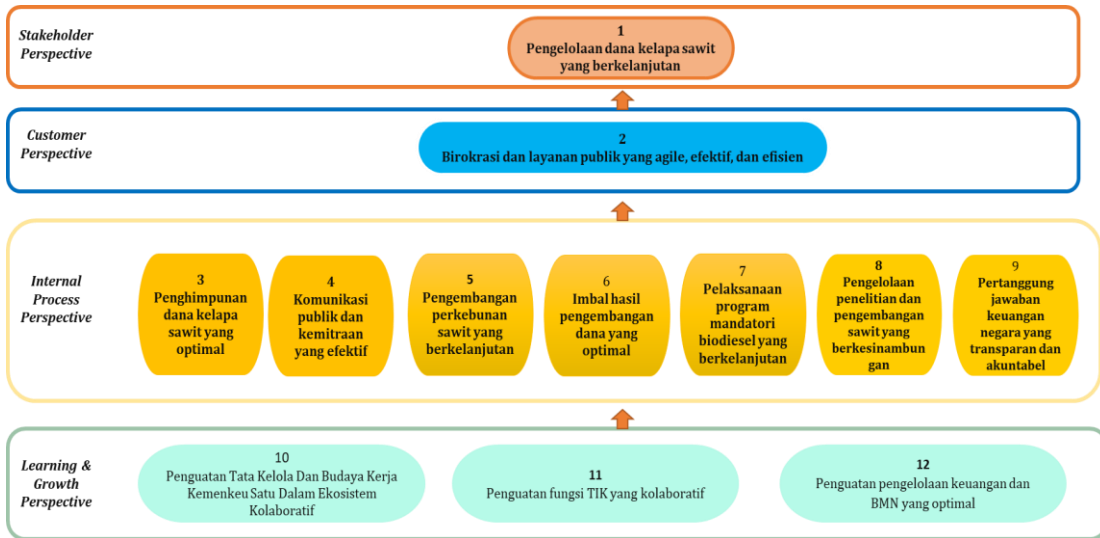 Stakeholder
Perspective
1
Pengelolaan dana kelapa sawit
yang berkelanjutan
Customer
Perspective
2
Birokrasi dan layanan publik yang agile, efektif, dan efisien
Internal
Process
Perspective
3
Penghimpunan
dana kelapa
sawit yang
optimal
4
Komunikasi
publik dan
kemitraan
yang efektif
5
Pengembangan
perkebunan
sawit yang
berkelanjutan
6
Imbal hasil
pengembangan
dana yang
optimal
7
Pelaksanaan
program
mandatori
biodiesel yang
berkelanjutan
8
Pengelolaan
penelitian dan
pengembangan
sawit yang
berkesinambun
gan
9
Pertanggung
jawaban
keuangan
negara yang
transparan dan
akuntabel
Learning &
Growth
Perspective
10
Penguatan Tata Kelola Dan Budaya Kerja
Kemenkeu Satu Dalam Ekosistem
Kolaboratif
11
Penguatan fungsi TIK yang kolaboratif
12
Penguatan pengelolaan keuangan dan
BMN yang optimal